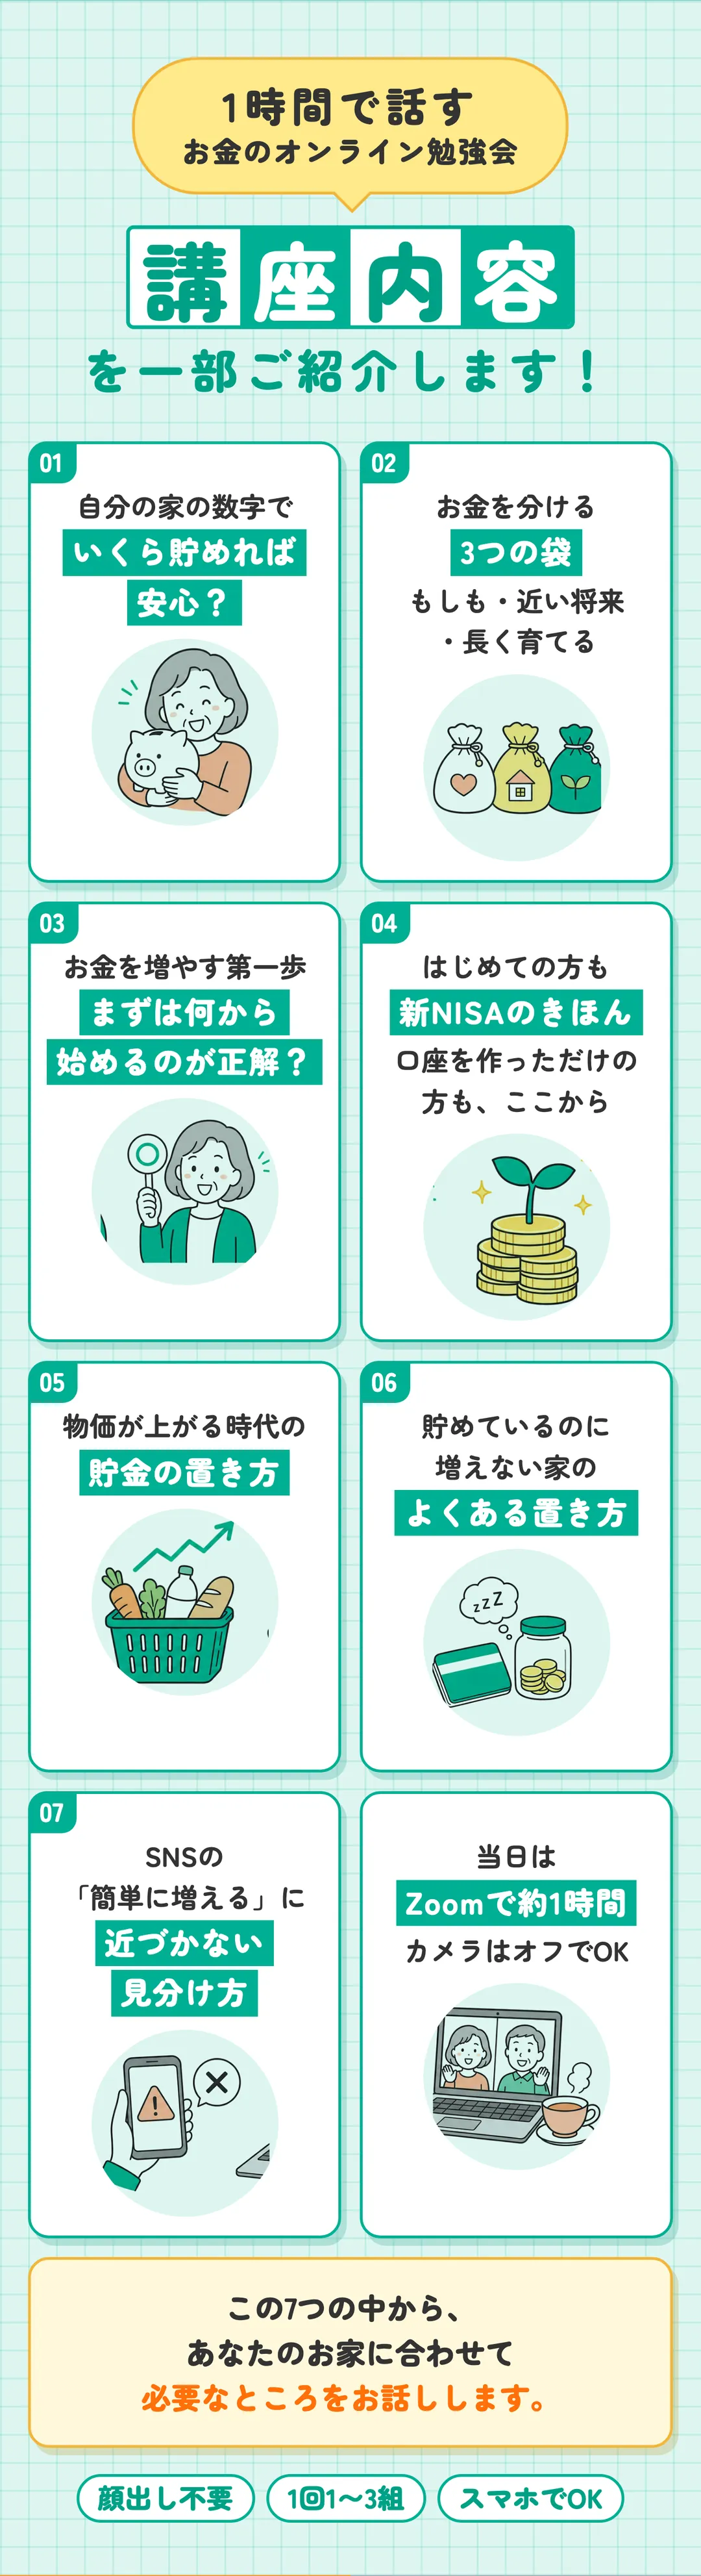 1時間で話す
お金のオンライン勉強会
講座内容
を一部ご紹介します！
01
自分の家の数字で
いくら貯めれば
安心？
02
お金を分ける
3つの袋
もしも・近い将来
・長く育てる
03
お金を増やす第一歩
まずは何から
始めるのが正解？
04
はじめての方も
新NISAのきほん
口座を作っただけの
方も、ここから
05
物価が上がる時代の
貯金の置き方
06
貯めているのに
増えない家の
よくある置き方
zzZ
07
SNSの
「簡単に増える」に
近づかない
見分け方
!
当日は
Zoomで約1時間
カメラはオフでOK
この7つの中から、
あなたのお家に合わせて
必要なところをお話しします。
顔出し不要
1回1〜3組
スマホでOK